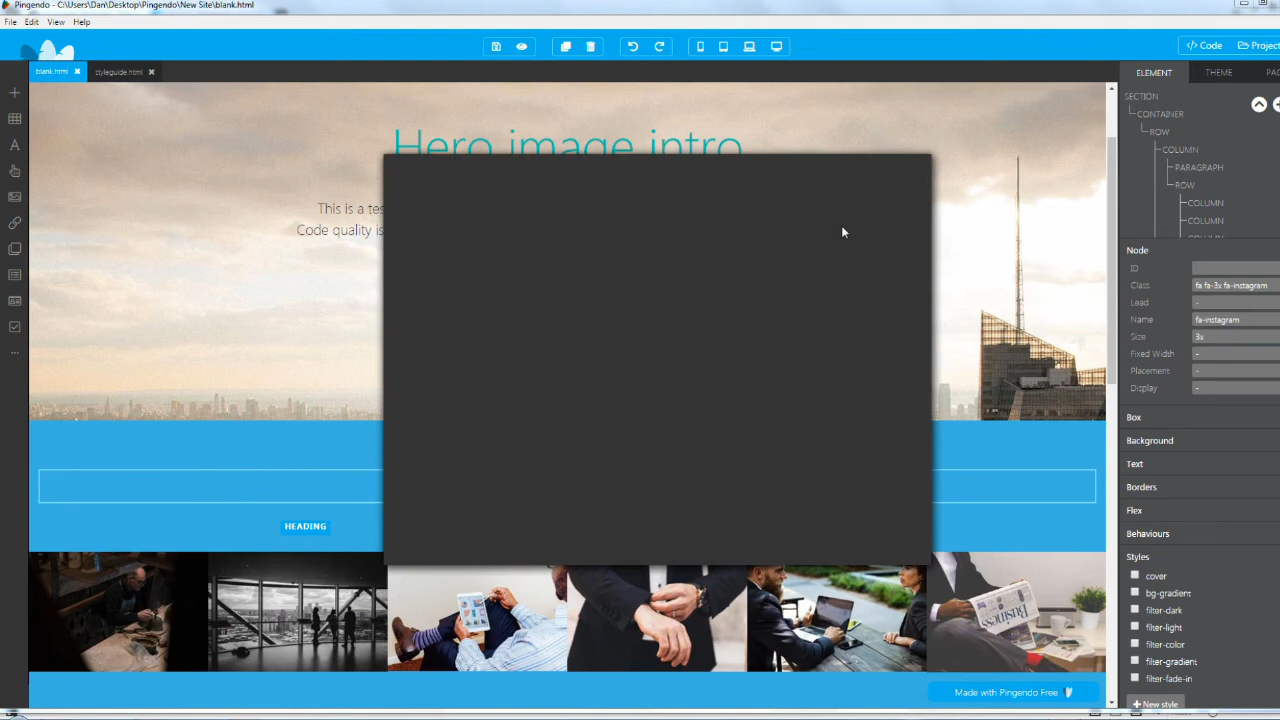 Pingendo - C:\Users\Dan\Desktop\Pingendo\New Site\blank.html
File Edit View Help
Code Project
blank.html styleguide.html
ELEMENT THEME
SECTION
CONTAINER
ROW
COLUMN
PARAGRAPH
ROW
COLUMN
COLUMN
Hero image intro
This is a
Code quality is
Node
ID
Class fa fa-3x fa-instagram
Lead -
Name fa-instagram
Size 3x
Fixed Width -
Placement -
Display -
Box
Background
Text
Borders
Flex
Behaviours
Styles
cover
bg-gradient
filter-dark
filter-light
filter-color
filter-gradient
filter-fade-in
New style
HEADING
Business
Made with Pingendo Free